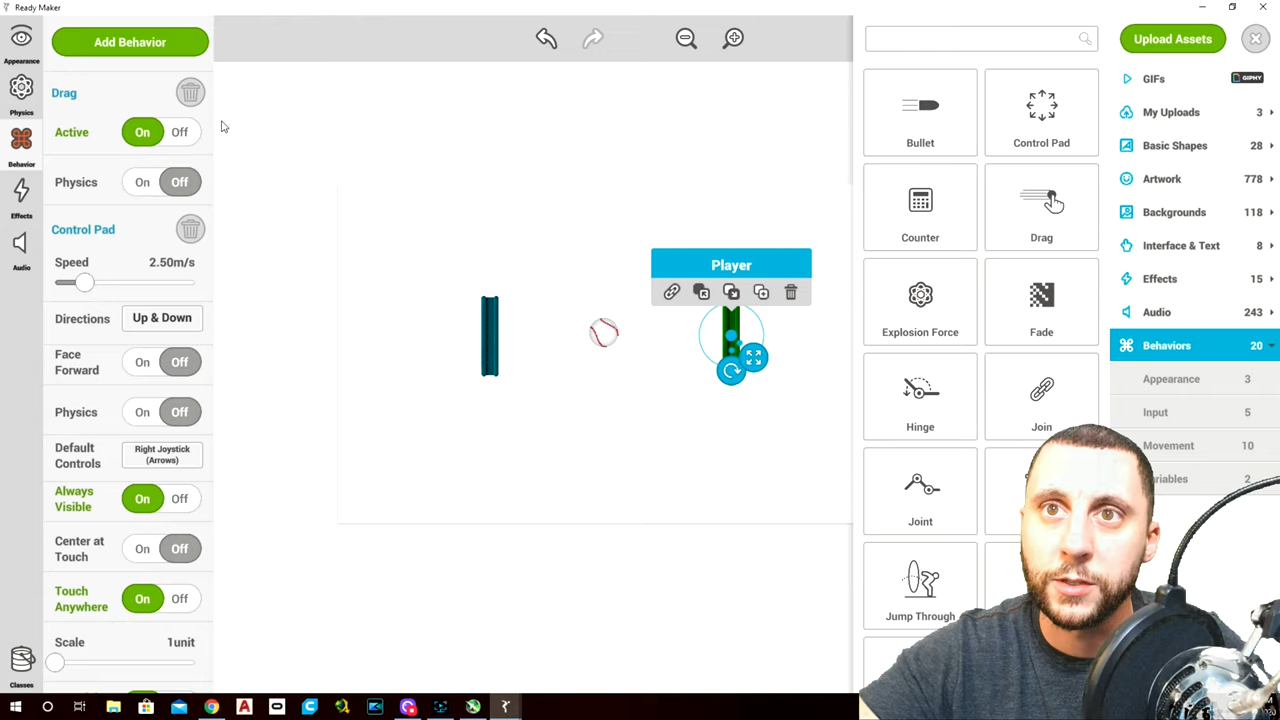 Ready Maker
Appearance
Physics
Behavior
Effects
Audio
Classes
Add Behavior
Drag
Active On Off
Physics On Off
Control Pad
Speed 2.50m/s
Directions Up & Down
Face
Forward On Off
Physics On Off
Default
Controls
Right Joystick
(Arrows)
Always
Visible On Off
Center at
Touch On Off
Touch
Anywhere On Off
Scale 1unit
Player
Bullet
Control Pad
Counter
Drag
Explosion Force
Fade
Hinge
Join
Joint
Jump Through
Upload Assets
GIFs GIPHY
My Uploads 3
Basic Shapes 28
Artwork 778
Backgrounds 118
Interface & Text 8
Effects 15
Audio 243
Behaviors 20
Appearance 3
Input 5
Movement 10
2